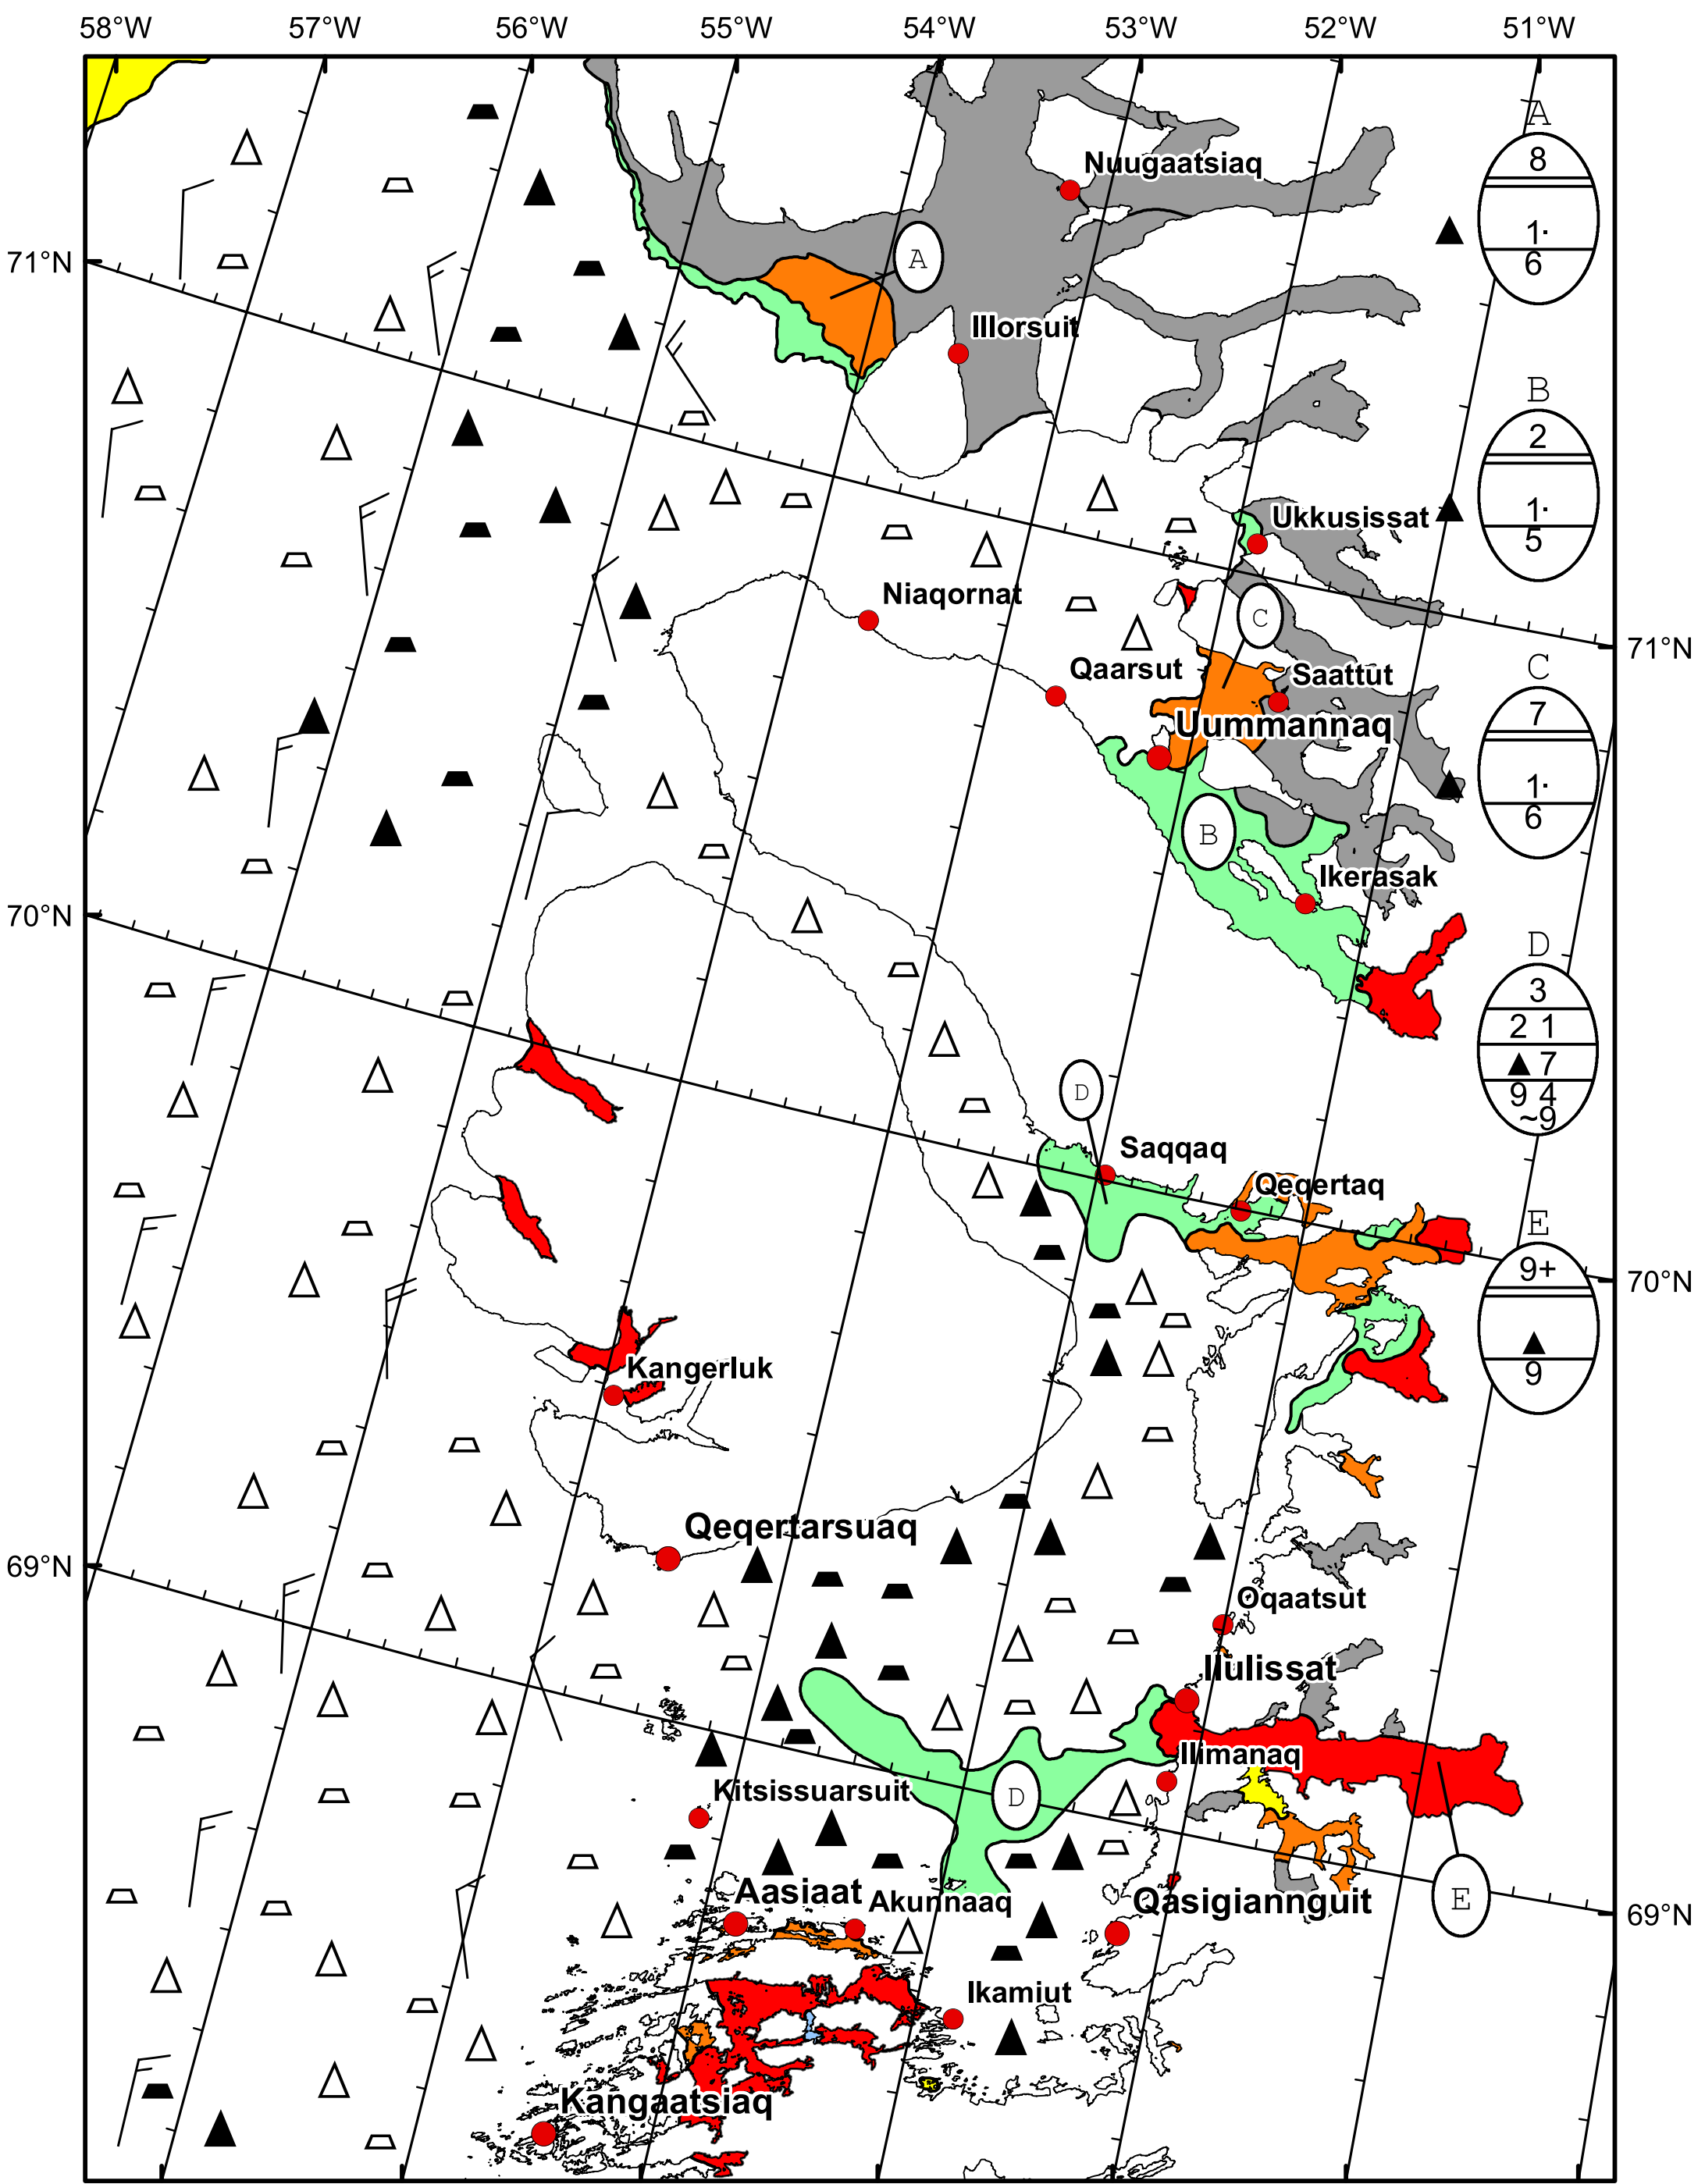 58°W 57°W 56°W 55°W 54°W 53°W 52°W 51°W
A
8
Nuugaatsiaq
1.
6
71°N
A
Illorsuit
B
2
1.
5
Ukkusissat
Niaqornat
C
71°N
Qaarsut
Saattut
C
7
1.
6
Uummannaq
B
Ikerasak
70°N
D
3
2 1
7
9 4
~9
D
Saqqaq
Qeqertaq
E
9+
9
70°N
Kangerluk
Qeqertarsuaq
69°N
Oqaatsut
Ilulissat
Ilimanaq
Kitsissuarsuit
D
E
Aasiaat
Akunnaaq
Qasigiannguit
69°N
Ikamiut
Kangaatsiaq